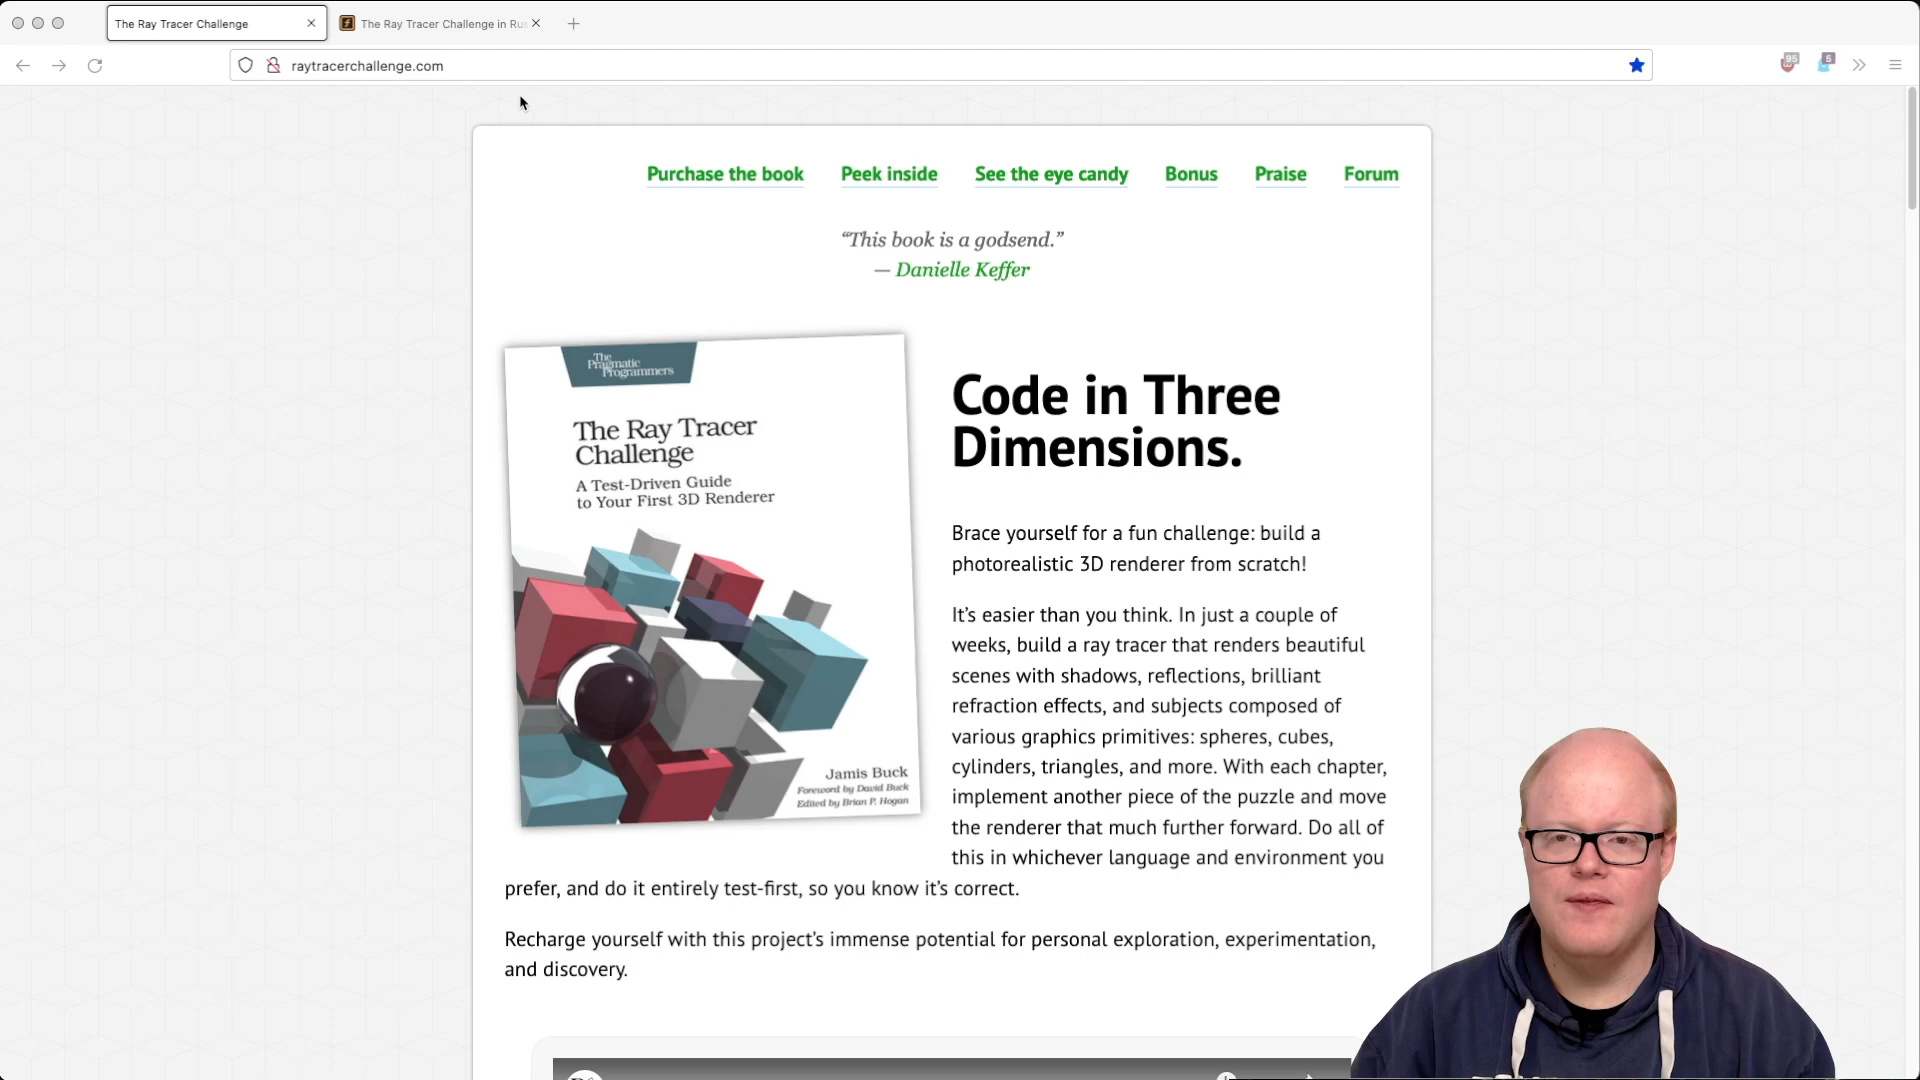 The Ray Tracer Challenge
The Ray Tracer Challenge in Rus
raytracerchallenge.com
95
5
Purchase the book
Peek inside
See the eye candy
Bonus
Praise
Forum
“This book is a godsend.”
— Danielle Keffer
The
Pragmatic
Programmers
The Ray Tracer
Challenge
A Test-Driven Guide
to Your First 3D Renderer
Jamis Buck
Foreword by David Buck
Edited by Brian P. Hogan
Code in Three
Dimensions.
Brace yourself for a fun challenge: build a
photorealistic 3D renderer from scratch!
It’s easier than you think. In just a couple of
weeks, build a ray tracer that renders beautiful
scenes with shadows, reflections, brilliant
refraction effects, and subjects composed of
various graphics primitives: spheres, cubes,
cylinders, triangles, and more. With each chapter,
implement another piece of the puzzle and move
the renderer that much further forward. Do all of
this in whichever language and environment you
prefer, and do it entirely test-first, so you know it’s correct.
Recharge yourself with this project’s immense potential for personal exploration, experimentation,
and discovery.